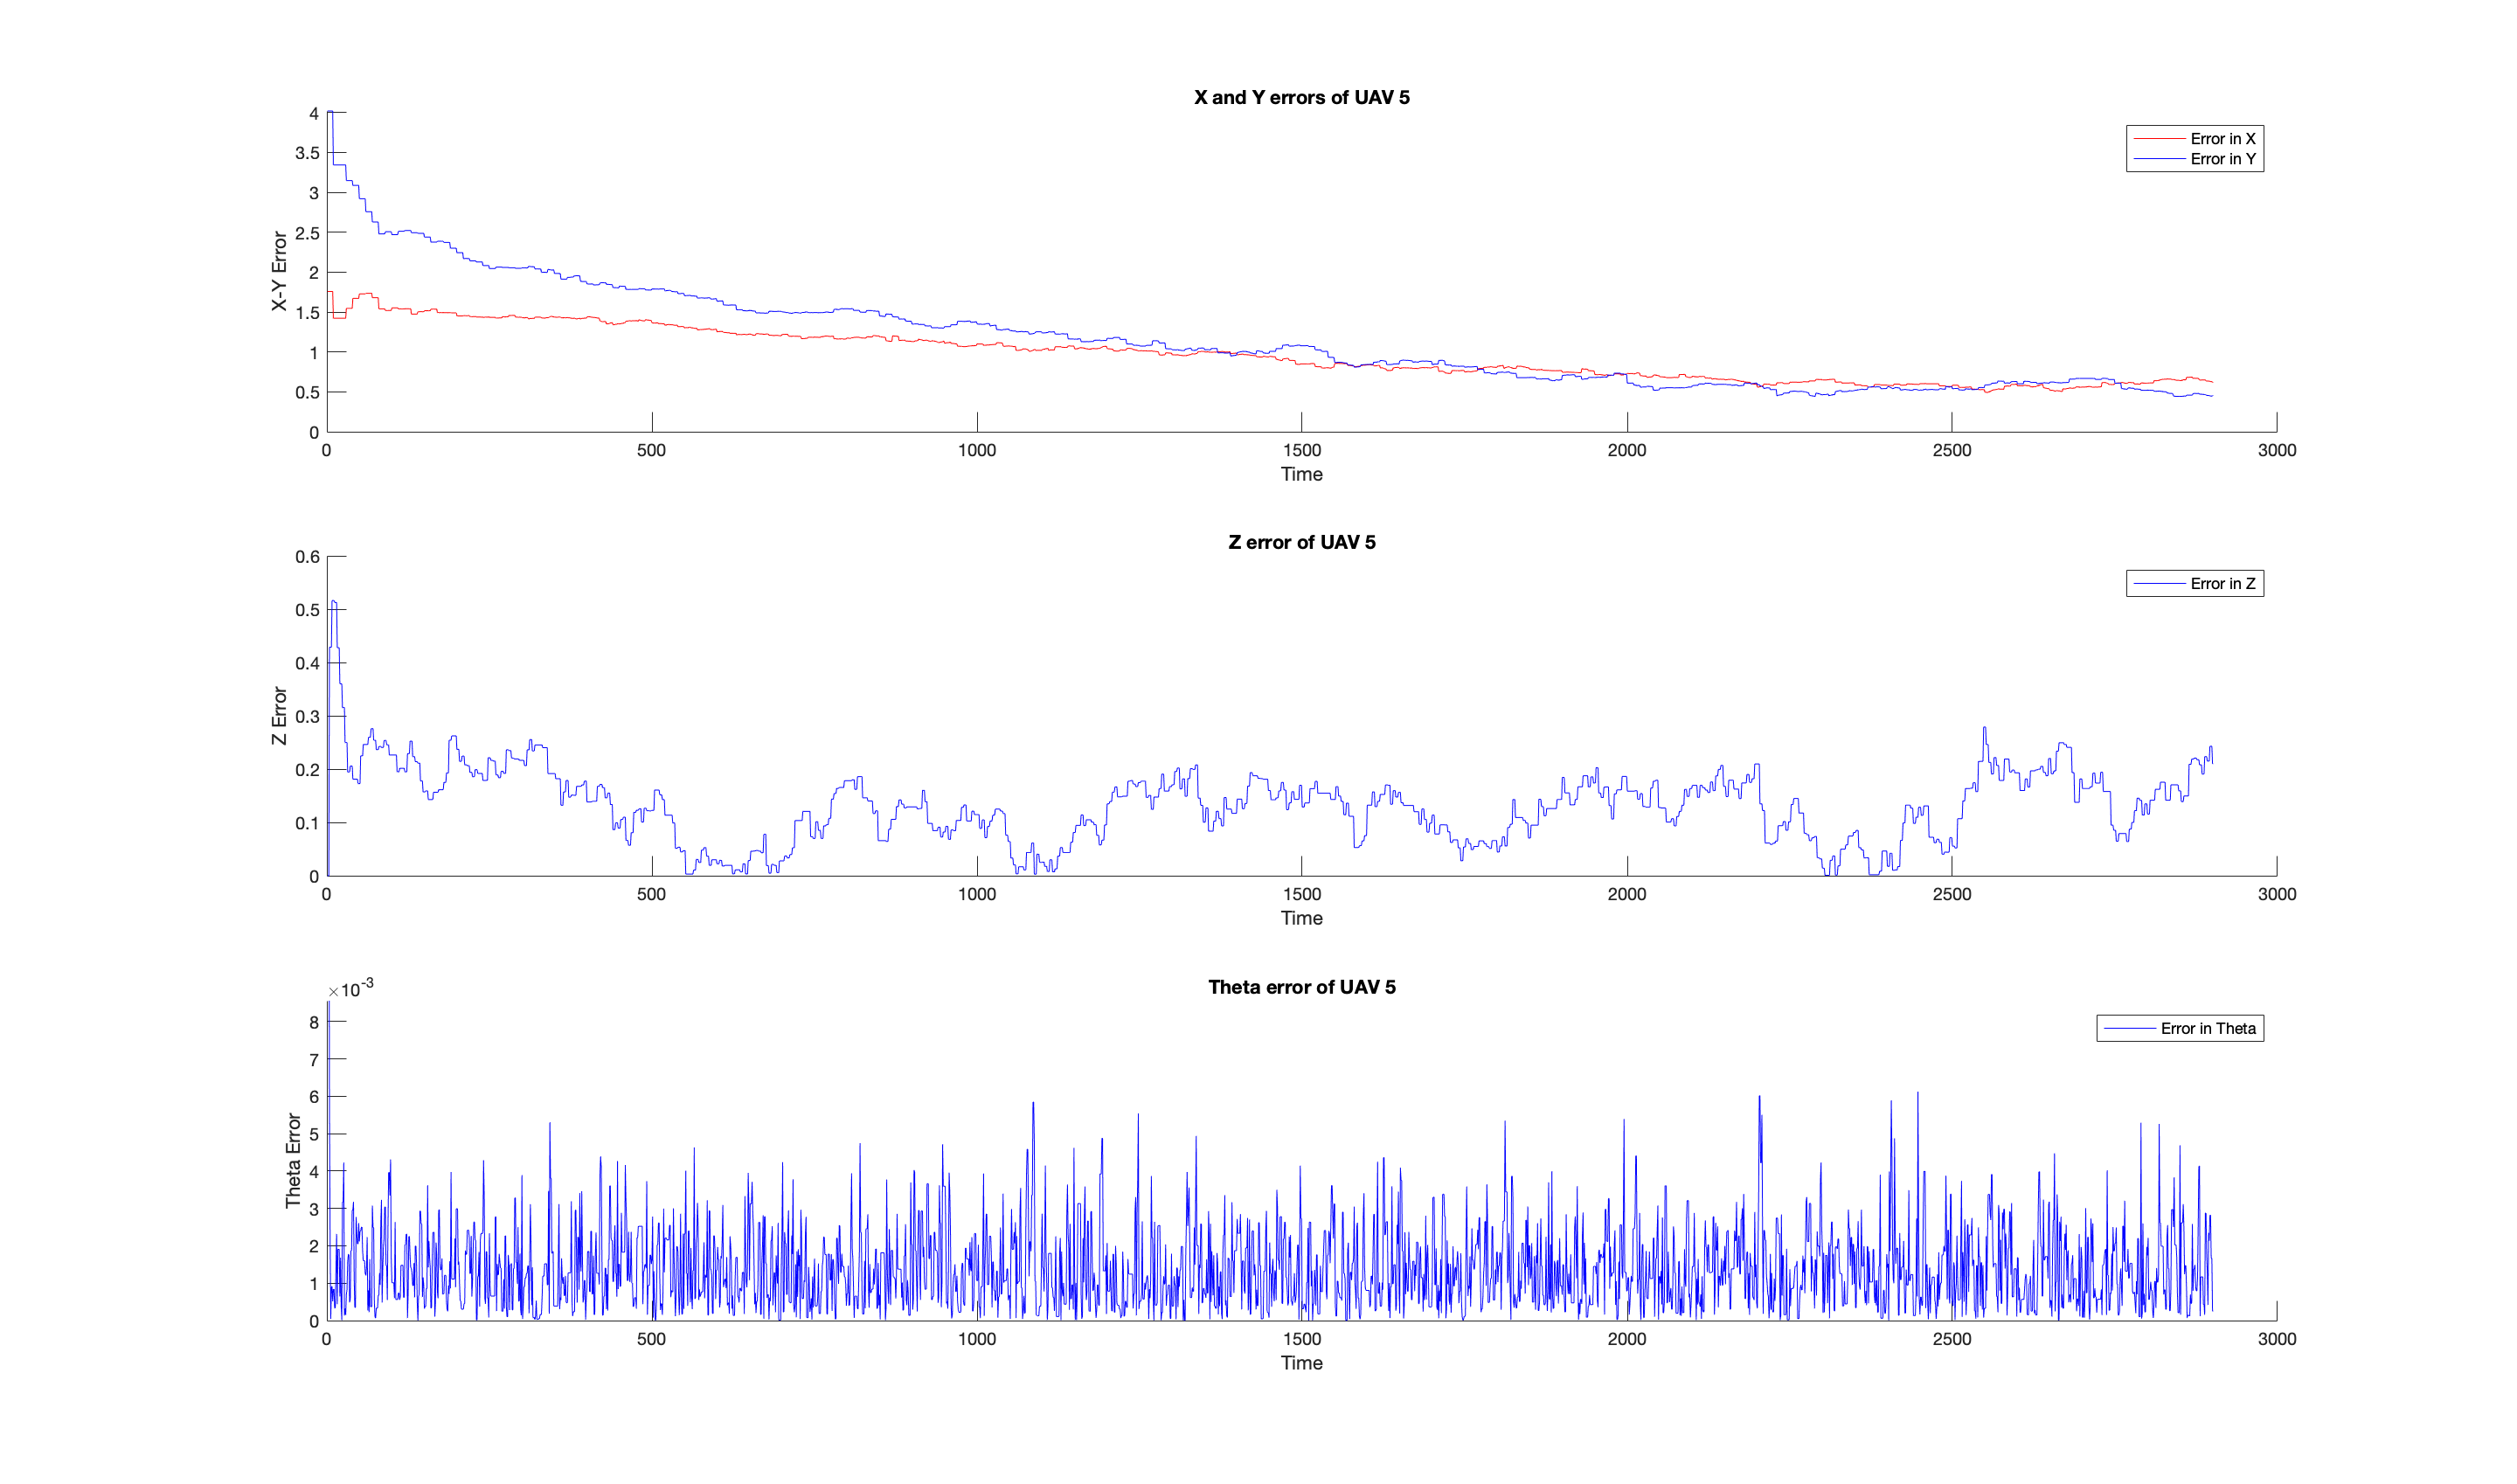 X and Y errors of UAV 5
4
3.5
3
2.5
2
1.5
1
0.5
0
X-Y Error
Error in X
Error in Y
0 500 1000 1500 2000 2500 3000
Time
Z error of UAV 5
0.6
0.5
0.4
0.3
0.2
0.1
0
Z Error
Error in Z
0 500 1000 1500 2000 2500 3000
Time
Theta error of UAV 5
×10-3
8
7
6
5
4
3
2
1
0
Theta Error
Error in Theta
0 500 1000 1500 2000 2500 3000
Time